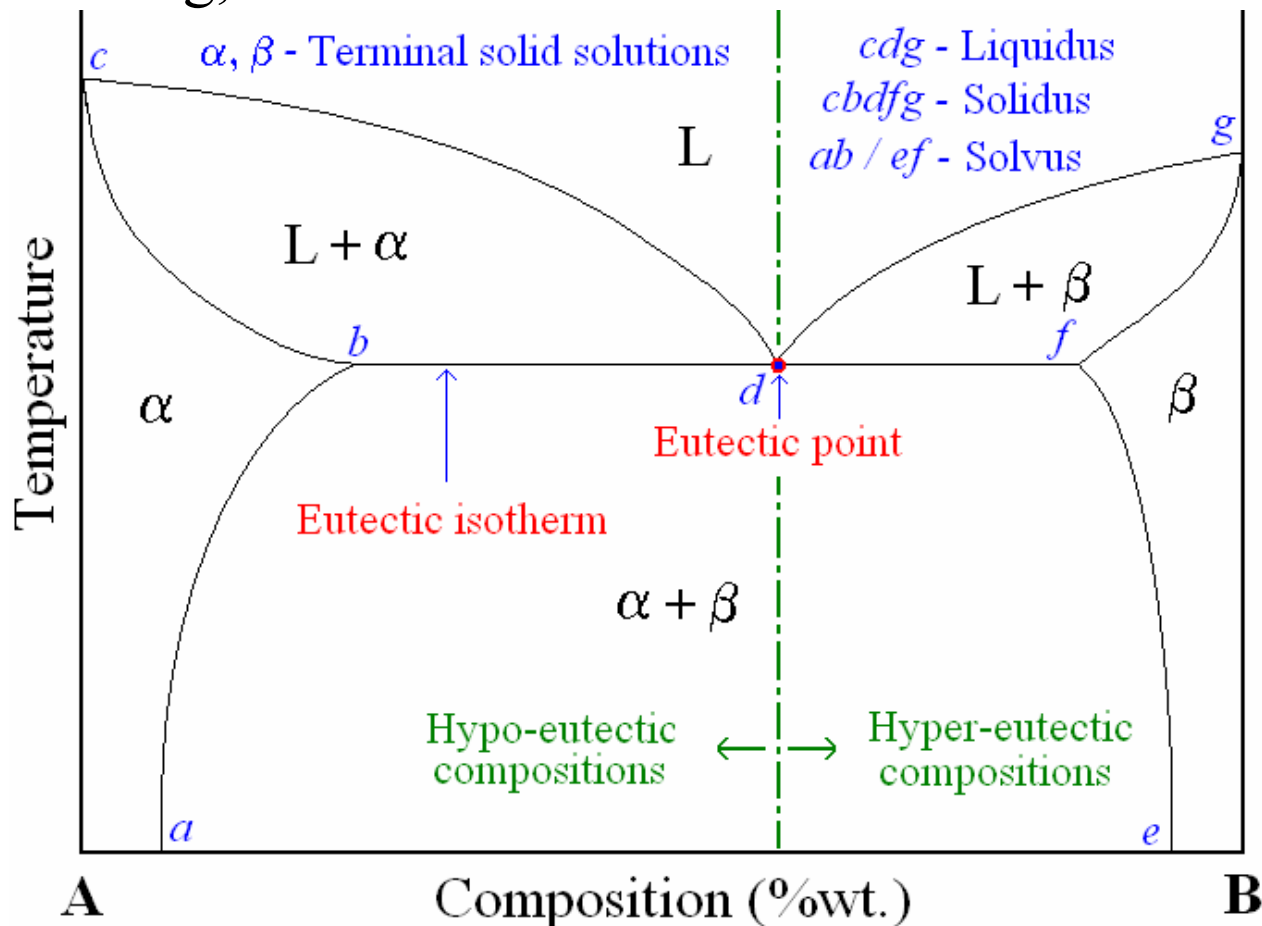 g,
c
α, β - Terminal solid solutions
cdg - Liquidus
cbdfg - Solidus
ab / ef - Solvus
g
L
L + α
L + β
b
f
d
α
β
Eutectic point
Eutectic isotherm
α + β
Hypo-eutectic
compositions
Hyper-eutectic
compositions
a
e
Temperature
A
Composition (%wt.)
B